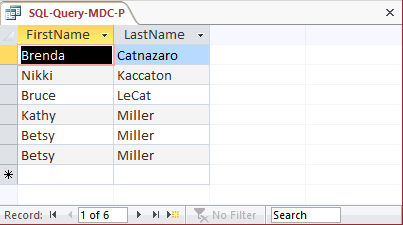 SQL-Query-MDC-P
FirstName LastName
Brenda Catnazaro
Nikki Kaccaton
Bruce LeCat
Kathy Miller
Betsy Miller
Betsy Miller
Record: 1 of 6 No Filter Search